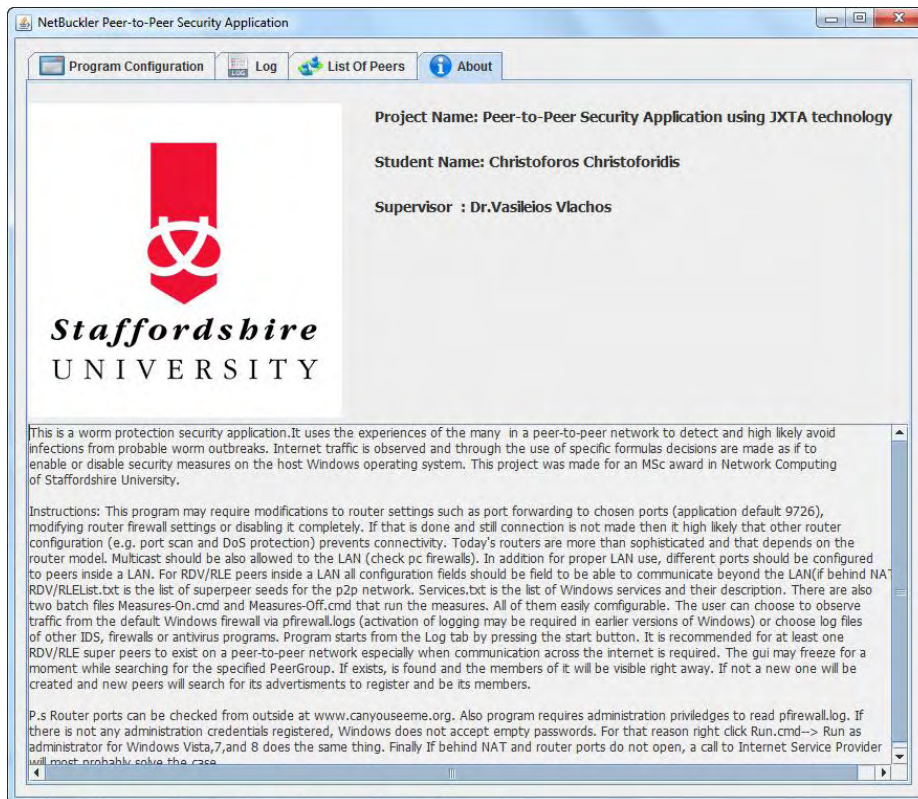 NetBuckler Peer-to-Peer Security Application
Program Configuration
LOG
Log
List Of Peers
About
Project Name: Peer-to-Peer Security Application using JXTA technology
Student Name: Christoforos Christoforidis
Supervisor : Dr.Vasileios Vlachos
Staffordshire
UNIVERSITY
This is a worm protection security application.It uses the experiences of the many in a peer-to-peer network to detect and high likely avoid
infections from probable worm outbreaks. Internet traffic is observed and through the use of specific formulas decisions are made as if to
enable or disable security measures on the host Windows operating system. This project was made for an MSc award in Network Computing
of Staffordshire University.
Instructions: This program may require modifications to router settings such as port forwarding to chosen ports (application default 9726),
modifying router firewall settings or disabling it completely. If that is done and still connection is not made then it high likely that other router
configuration (e.g. port scan and DoS protection) prevents connectivity. Today's routers are more than sophisticated and that depends on the
router model. Multicast should be also allowed to the LAN (check pc firewalls). In addition for proper LAN use, different ports should be configured
to peers inside a LAN. For RDV/RLE peers inside a LAN all configuration fields should be field to be able to communicate beyond the LAN(if behind NAT
RDV/RLEList.txt is the list of superpeer seeds for the p2p network. Services.txt is the list of Windows services and their description. There are also
two batch files Measures-On.cmd and Measures-Off.cmd that run the measures. All of them easily configurable. The user can choose to observe
traffic from the default Windows firewall via pfirewall.logs (activation of logging may be required in earlier versions of Windows) or choose log files
of other IDS, firewalls or antivirus programs. Program starts from the Log tab by pressing the start button. It is recommended for at least one
RDV/RLE super peers to exist on a peer-to-peer network especially when communication across the internet is required. The gui may freeze for a
moment while searching for the specified PeerGroup. If exists, is found and the members of it will be visible right away. If not a new one will be
created and new peers will search for its advertisments to register and be its members.
P.s Router ports can be checked from outside at www.canyouseeme.org. Also program requires administration priviledges to read pfirewall.log. If
there is not any administration credentials registered, Windows does not accept empty passwords. For that reason right click Run.cmd--> Run as
administrator for Windows Vista,7,and 8 does the same thing. Finally If behind NAT and router ports do not open, a call to Internet Service Provider
will most probably solve the case